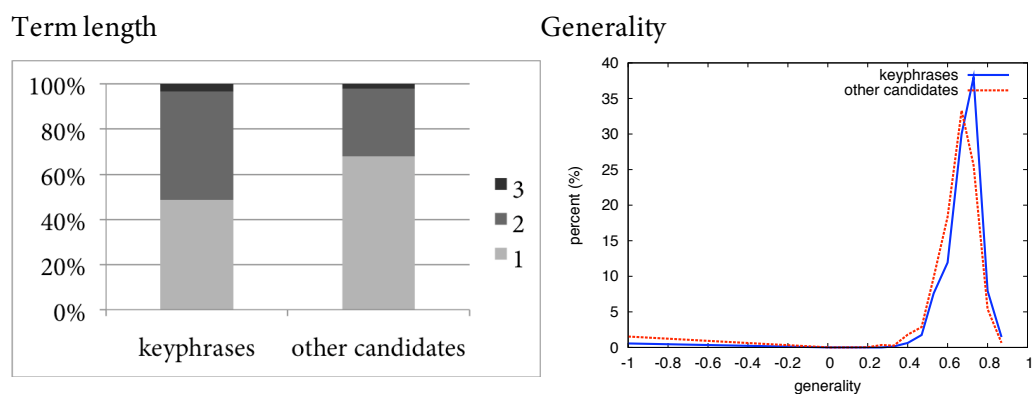 Term length
Generality
100%
80%
60%
40%
20%
0%
keyphrases
other candidates
3
2
1
40
35
30
25
20
15
10
5
0
percent (%)
keyphrases
other candidates
-1 -0.8 -0.6 -0.4 -0.2 0 0.2 0.4 0.6 0.8 1
generality